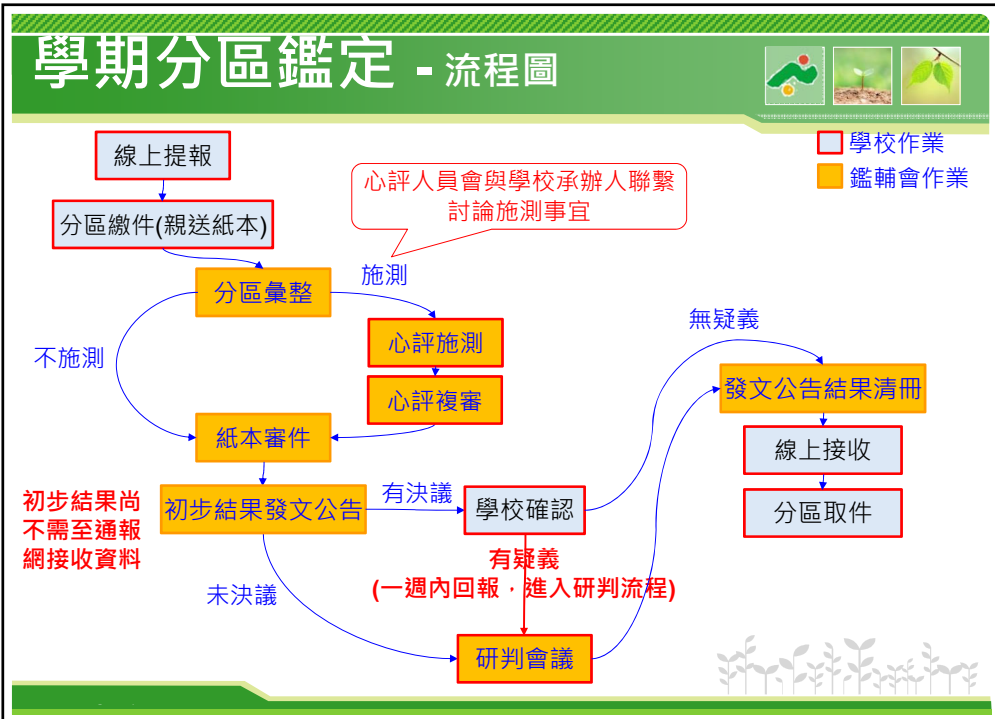 學期分區鑑定 - 流程圖
學校作業
鑑輔會作業
線上提報
分區繳件(親送紙本)
心評人員會與學校承辦人聯繫
討論施測事宜
分區彙整
施測
不施測
心評施測
心評複審
紙本審件
初步結果發文公告
初步結果尚
不需至通報
網接收資料
有決議
學校確認
無疑義
有疑義
(一週內回報，進入研判流程)
未決議
研判會議
發文公告結果清冊
線上接收
分區取件